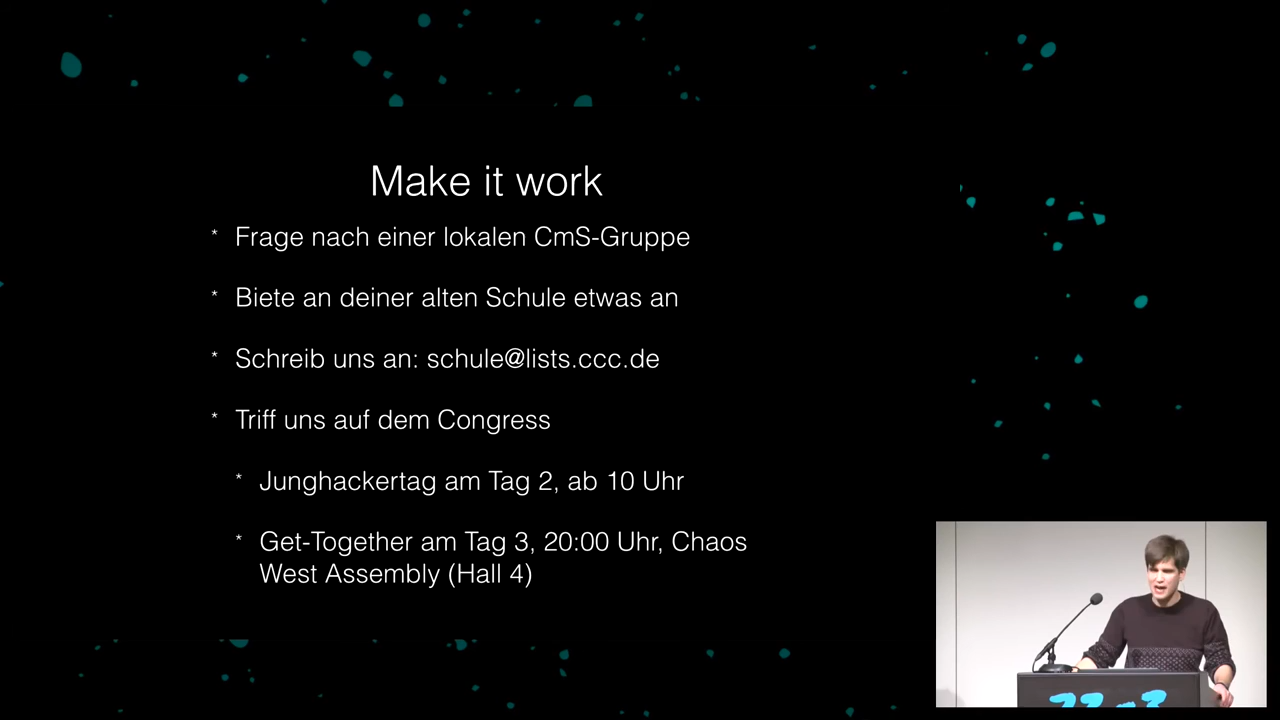 Make it work
* Frage nach einer lokalen CmS-Gruppe
* Biete an deiner alten Schule etwas an
* Schreib uns an: schule@lists.ccc.de
* Triff uns auf dem Congress
* Junghackertag am Tag 2, ab 10 Uhr
* Get-Together am Tag 3, 20:00 Uhr, Chaos
West Assembly (Hall 4)